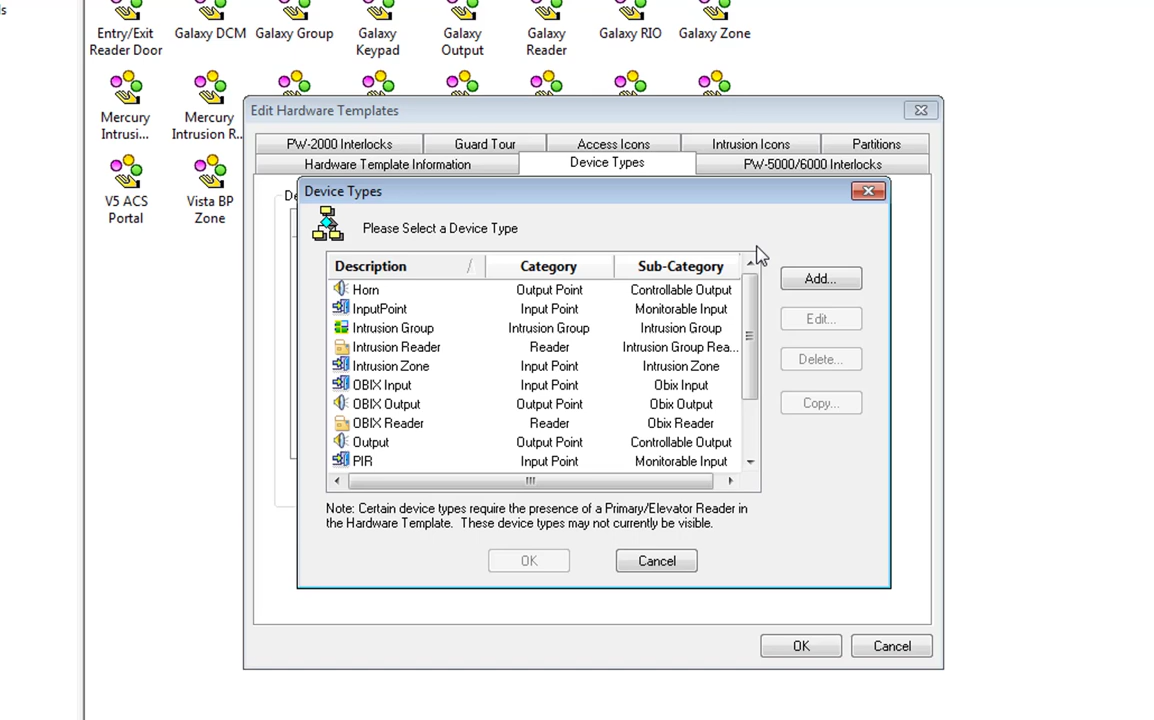 s
Entry/Exit Reader Door
Galaxy DCM
Galaxy Group
Galaxy Keypad
Galaxy Output
Galaxy Reader
Galaxy RIO
Galaxy Zone
Mercury Intrusi...
Mercury Intrusion R..
V5 ACS Portal
Vista BP Zone
Edit Hardware Templates
PW-2000 Interlocks Guard Tour Access Icons Intrusion Icons Partitions
Hardware Template Information Device Types PW-5000/6000 Interlocks
De
Device Types
Please Select a Device Type
Description Category Sub-Category
Horn Output Point Controllable Output
InputPoint Input Point Monitorable Input
Intrusion Group Intrusion Group Intrusion Group
Intrusion Reader Reader Intrusion Group Rea...
Intrusion Zone Input Point Intrusion Zone
OBIX Input Input Point Obix Input
OBIX Output Output Point Obix Output
OBIX Reader Reader Obix Reader
Output Output Point Controllable Output
PIR Input Point Monitorable Input
Add...
Edit...
Delete...
Copy...
Note: Certain device types require the presence of a Primary/Elevator Reader in
the Hardware Template. These device types may not currently be visible.
OK Cancel
OK Cancel